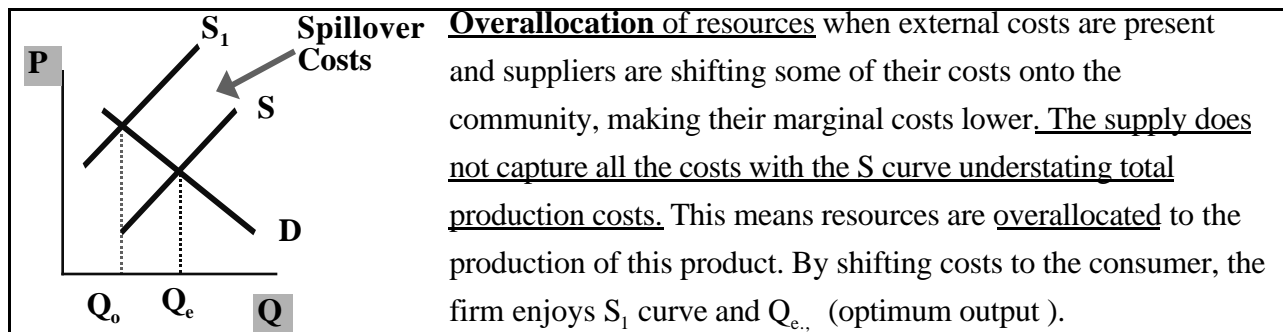 P
S₁
Spillover
Costs
S
D
Qₒ
Qₑ
Q
Overallocation of resources when external costs are present
and suppliers are shifting some of their costs onto the
community, making their marginal costs lower. The supply does
not capture all the costs with the S curve understating total
production costs. This means resources are overallocated to the
production of this product. By shifting costs to the consumer, the
firm enjoys S₁ curve and Qₑ., (optimum output ).